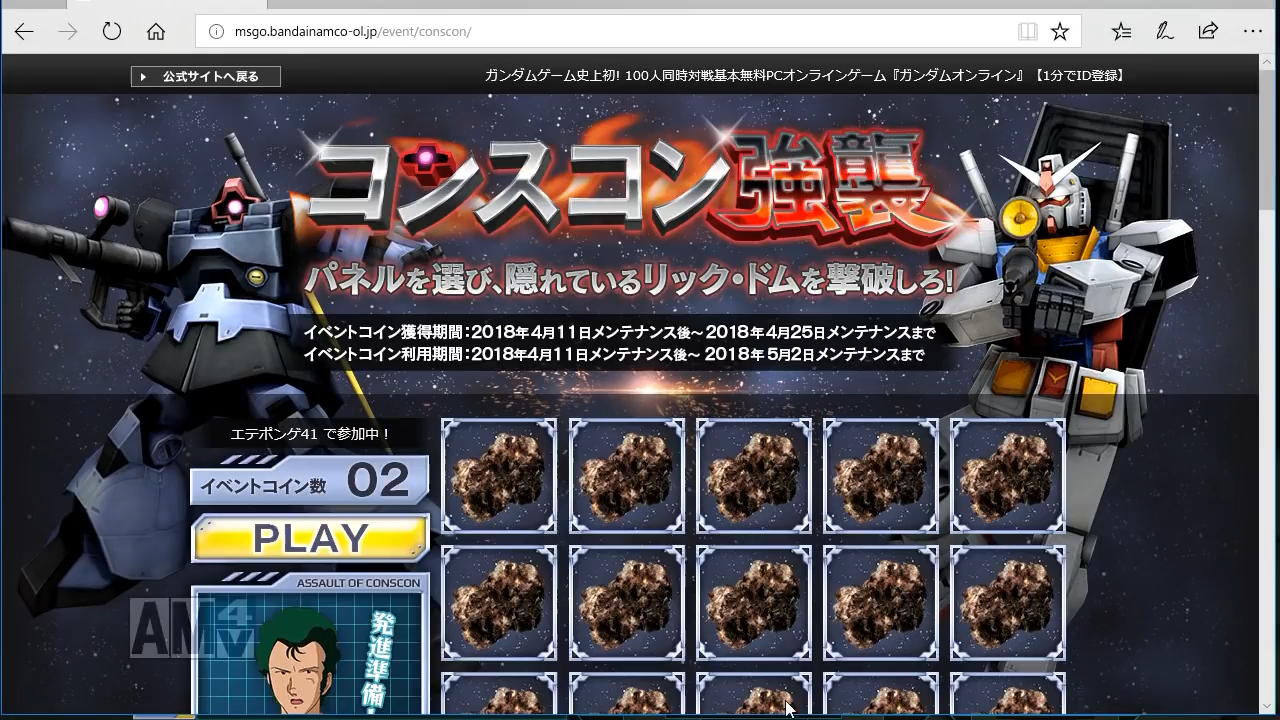 msgo.bandainamco-ol.jp/event/conscon/
公式サイトへ戻る
ガンダムゲーム史上初! 100人同時対戦基本無料PCオンラインゲーム『ガンダムオンライン』【1分でID登録】
コンスコン強襲
パネルを選び、隠れているリック・ドムを撃破しろ!
イベントコイン獲得期間：2018年4月11日メンテナンス後～2018年4月25日メンテナンスまで
イベントコイン利用期間：2018年4月11日メンテナンス後～ 2018年5月2日メンテナンスまで
エテポンゲ41 で参加中！
イベントコイン数 02
PLAY
ASSAULT OF CONSCON
発進準備!
AM4V